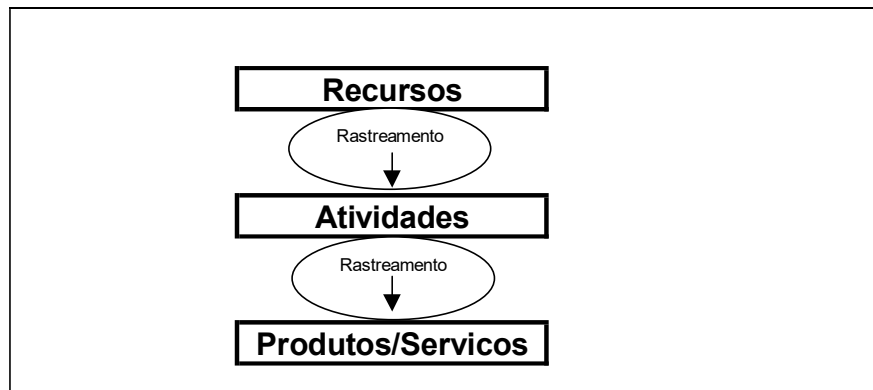 Recursos
Rastreamento
Atividades
Rastreamento
Produtos/Servicos